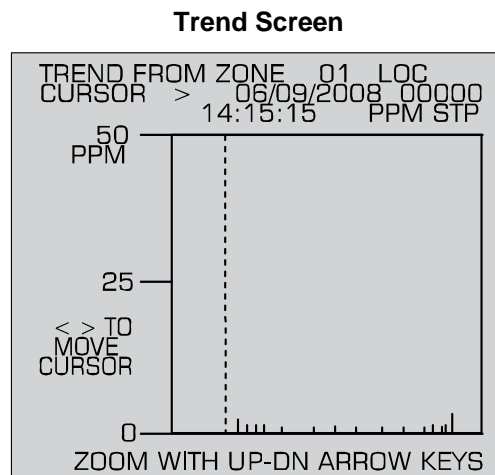 Trend Screen
TREND FROM ZONE 01 LOC
CURSOR > 06/09/2008 00000
14:15:15 PPM STP
50
PPM
25
< > TO
MOVE
CURSOR
0
ZOOM WITH UP-DN ARROW KEYS